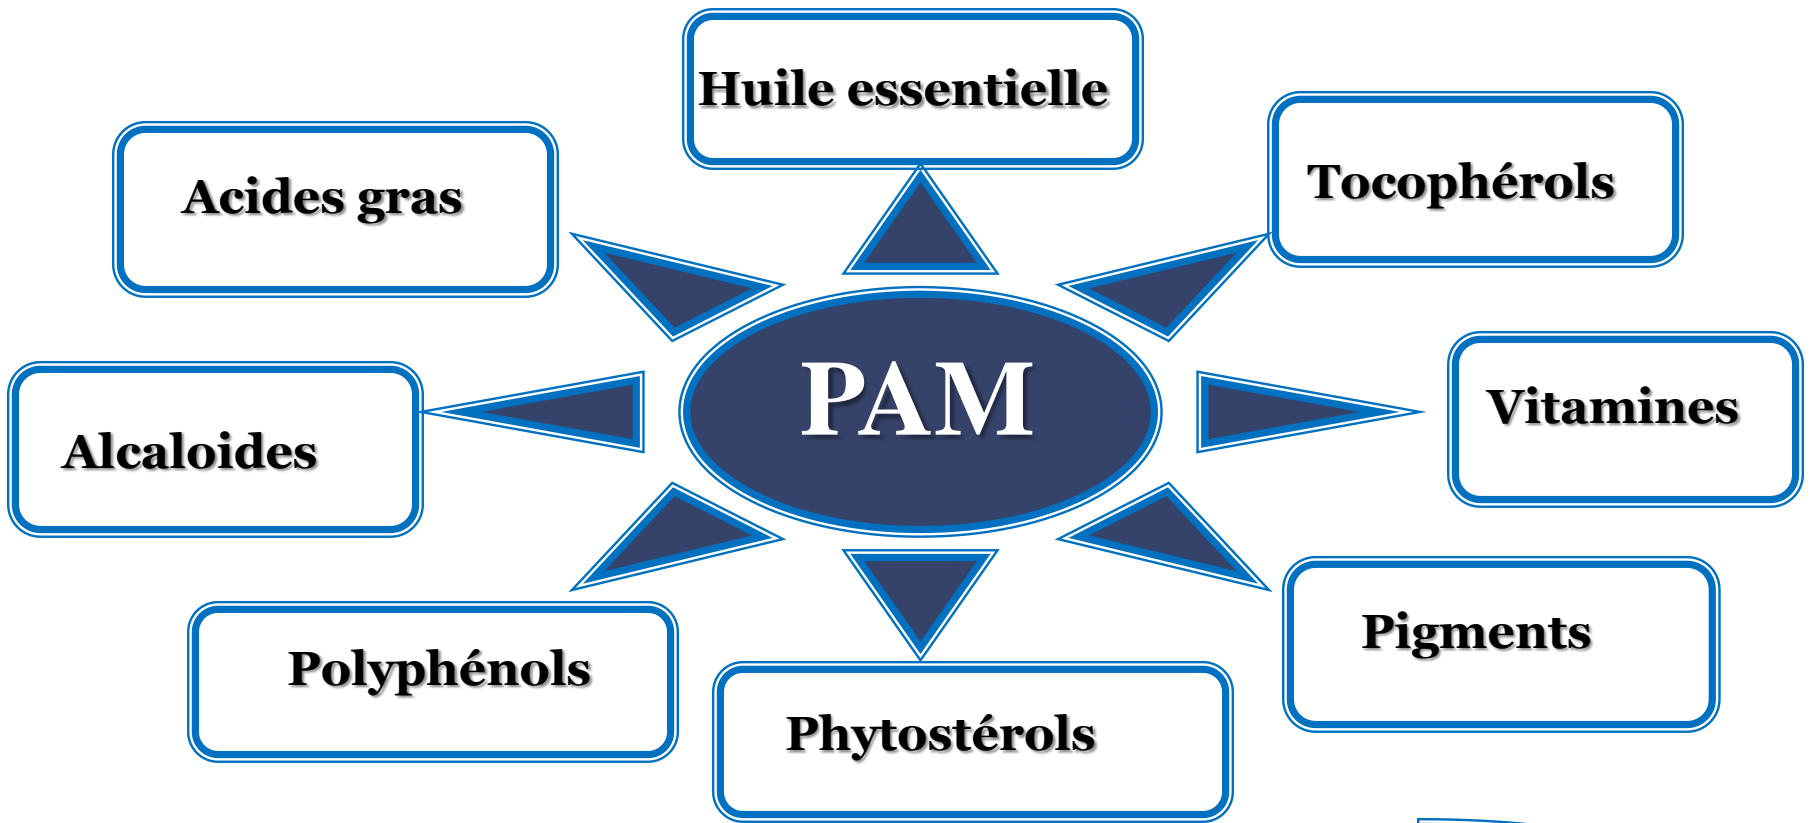 Huile essentielle
Acides gras
Tocophérols
PAM
Vitamines
Alcaloides
Pigments
Polyphénols
Phytostérols